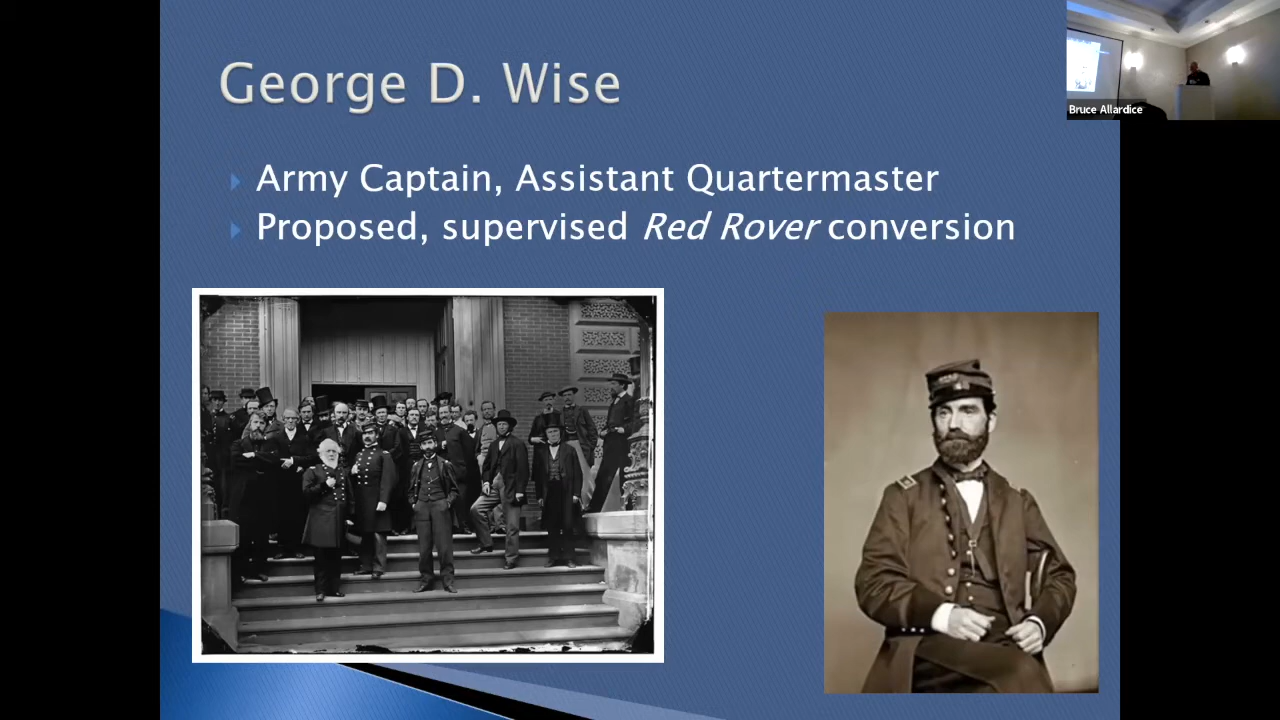 George D. Wise
Army Captain, Assistant Quartermaster
Proposed, supervised Red Rover conversion
Bruce Allardice